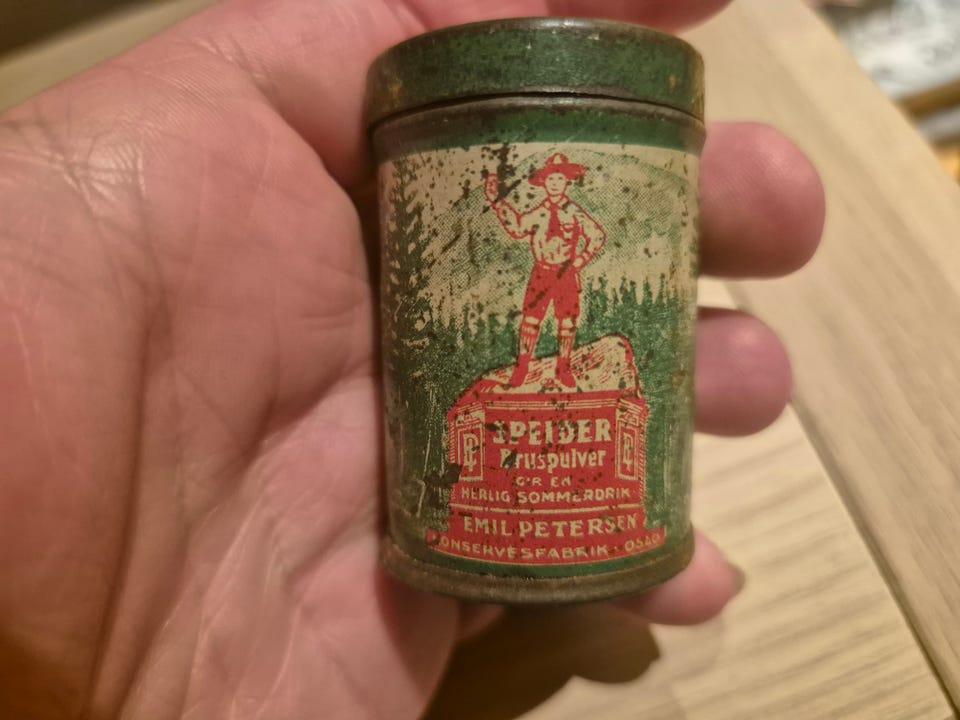 SPEIDER
Bruspulver
GIR EN
HERLIG SOMMERDRIK
EMIL PETERSEN
KONSERVESFABRIK - OSLO